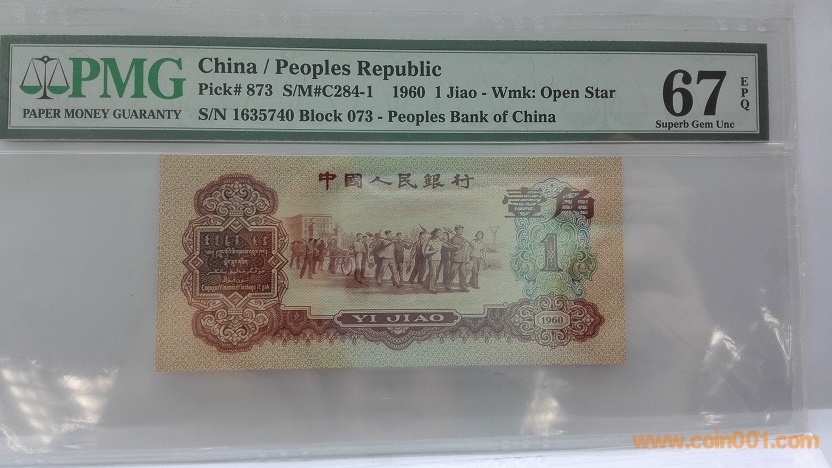 PMG
PAPER MONEY GUARANTY
China / Peoples Republic
Pick# 873 S/M#C284-1 1960 1 Jiao - Wmk: Open Star
S/N 1635740 Block 073 - Peoples Bank of China
67
EPQ
Superb Gem Unc
中國人民銀行
壹角
1
YI JIAO
1960
www.coin001.com